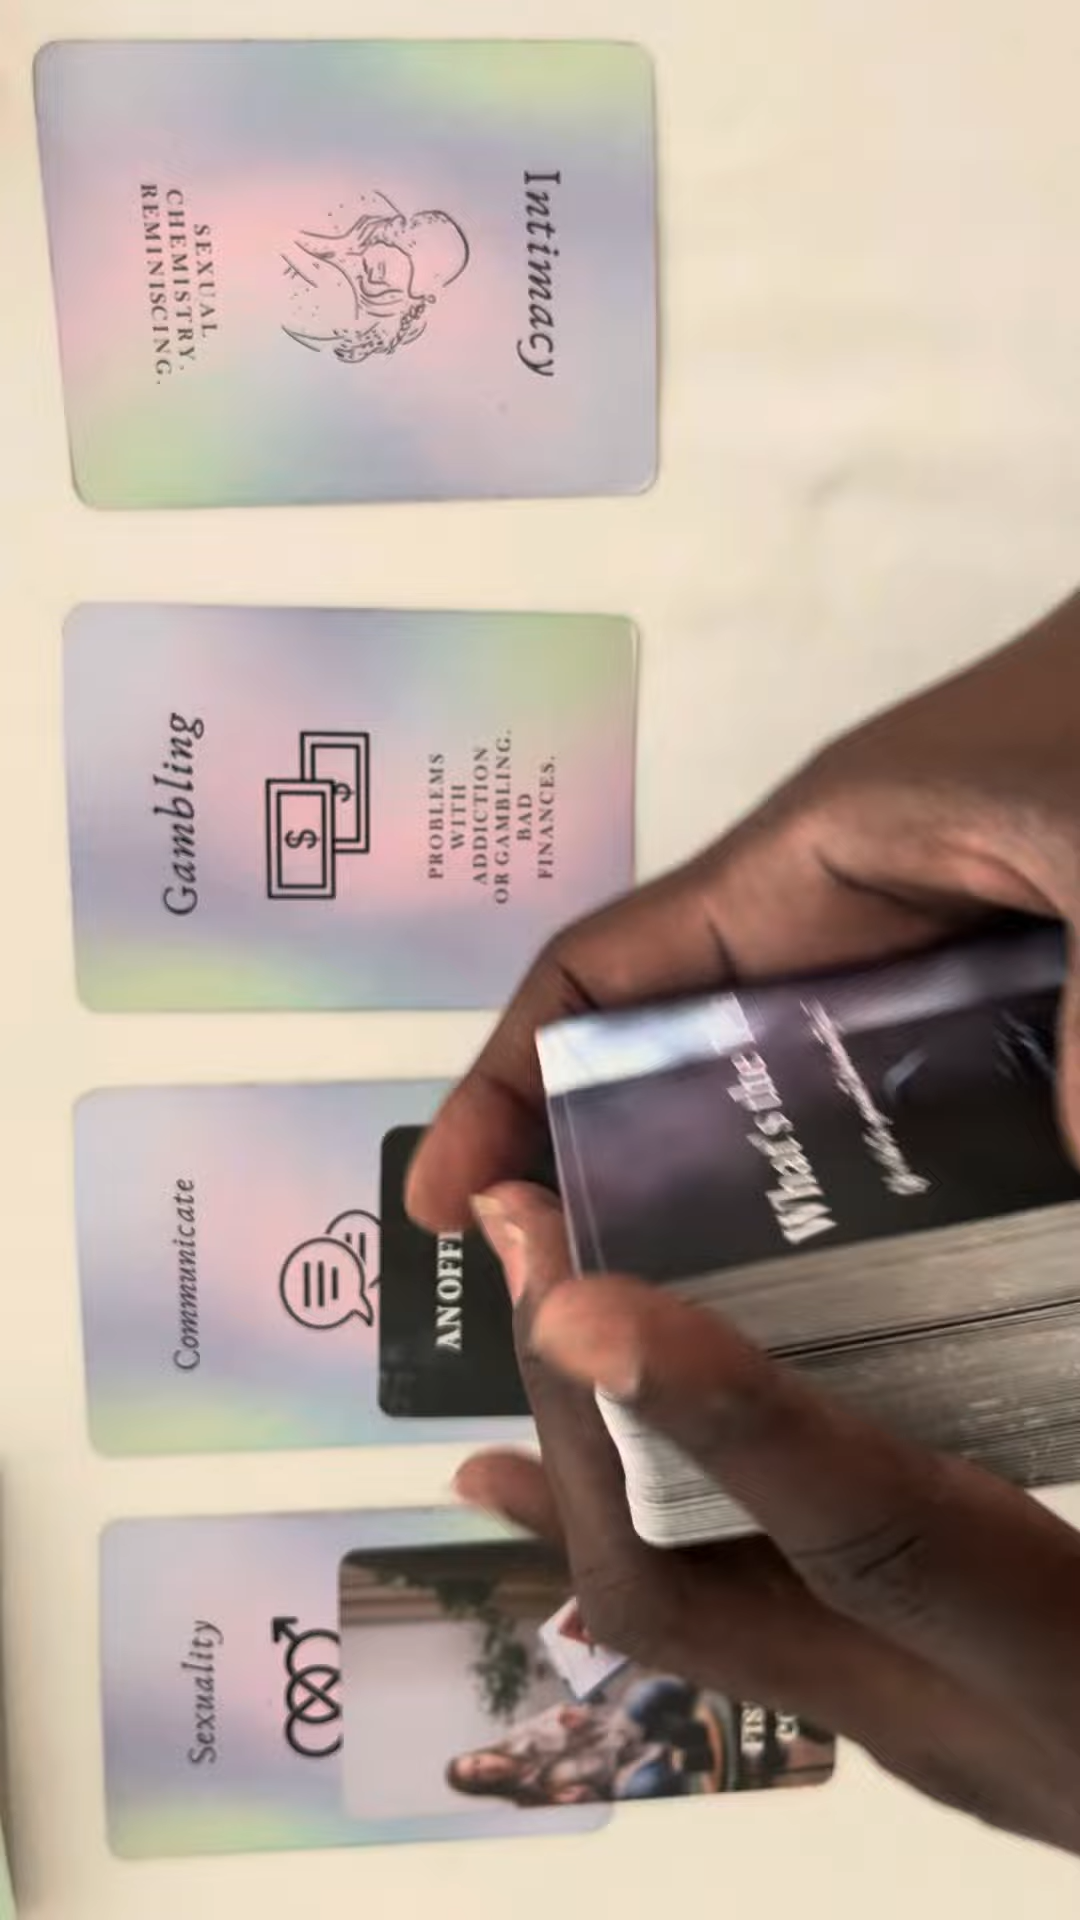 Intimacy
SEXUAL
CHEMISTRY.
REMINISCING.
Gambling
$
$
PROBLEMS
WITH
ADDICTION
OR GAMBLING.
BAD
FINANCES.
Communicate
AN OFF
Sexuality
What's the